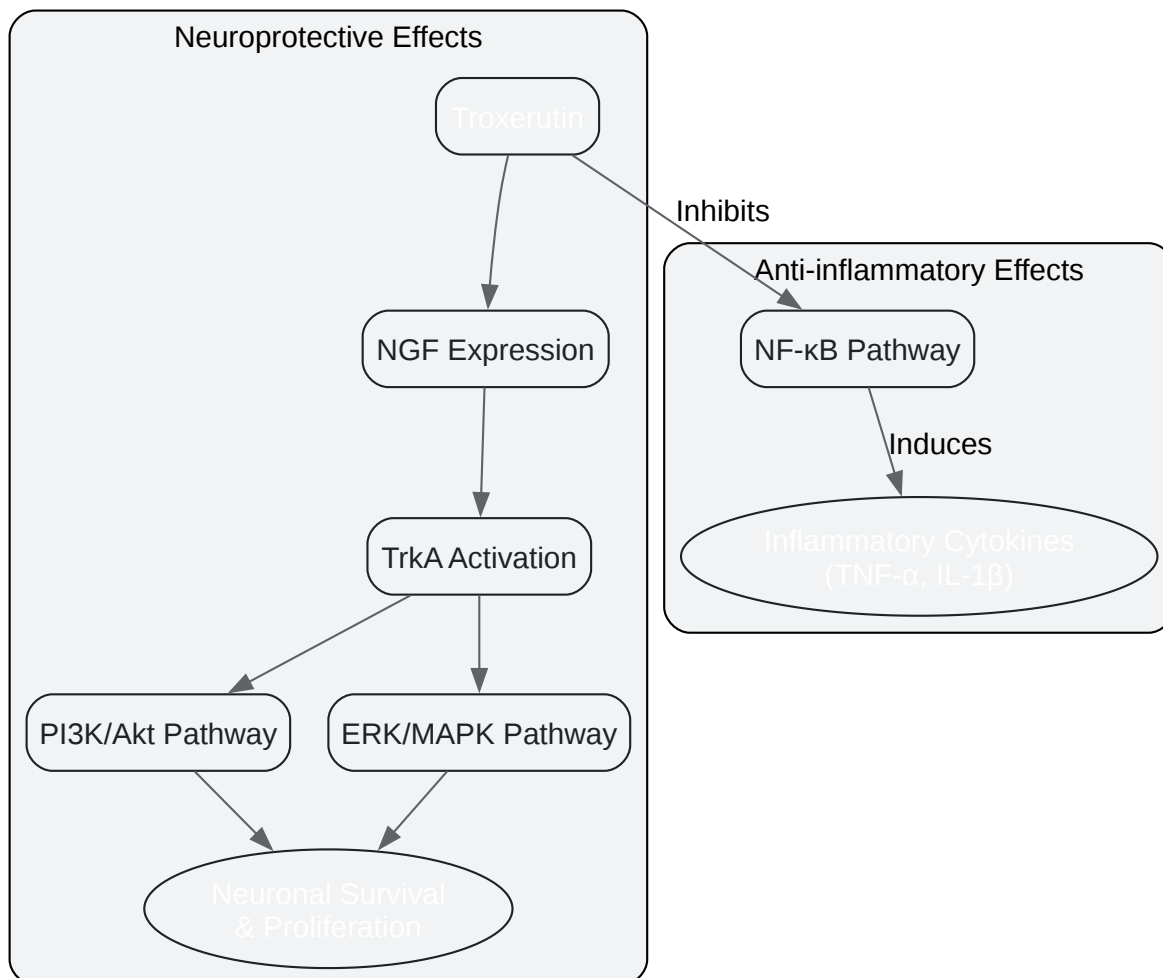 Neuroprotective Effects
Troxerutin
Inhibits
Anti-inflammatory Effects
NGF Expression
NF-κB Pathway
Induces
TrkA Activation
Inflammatory Cytokines
(TNF-α, IL-1β)
PI3K/Akt Pathway
ERK/MAPK Pathway
Neuronal Survival
& Proliferation